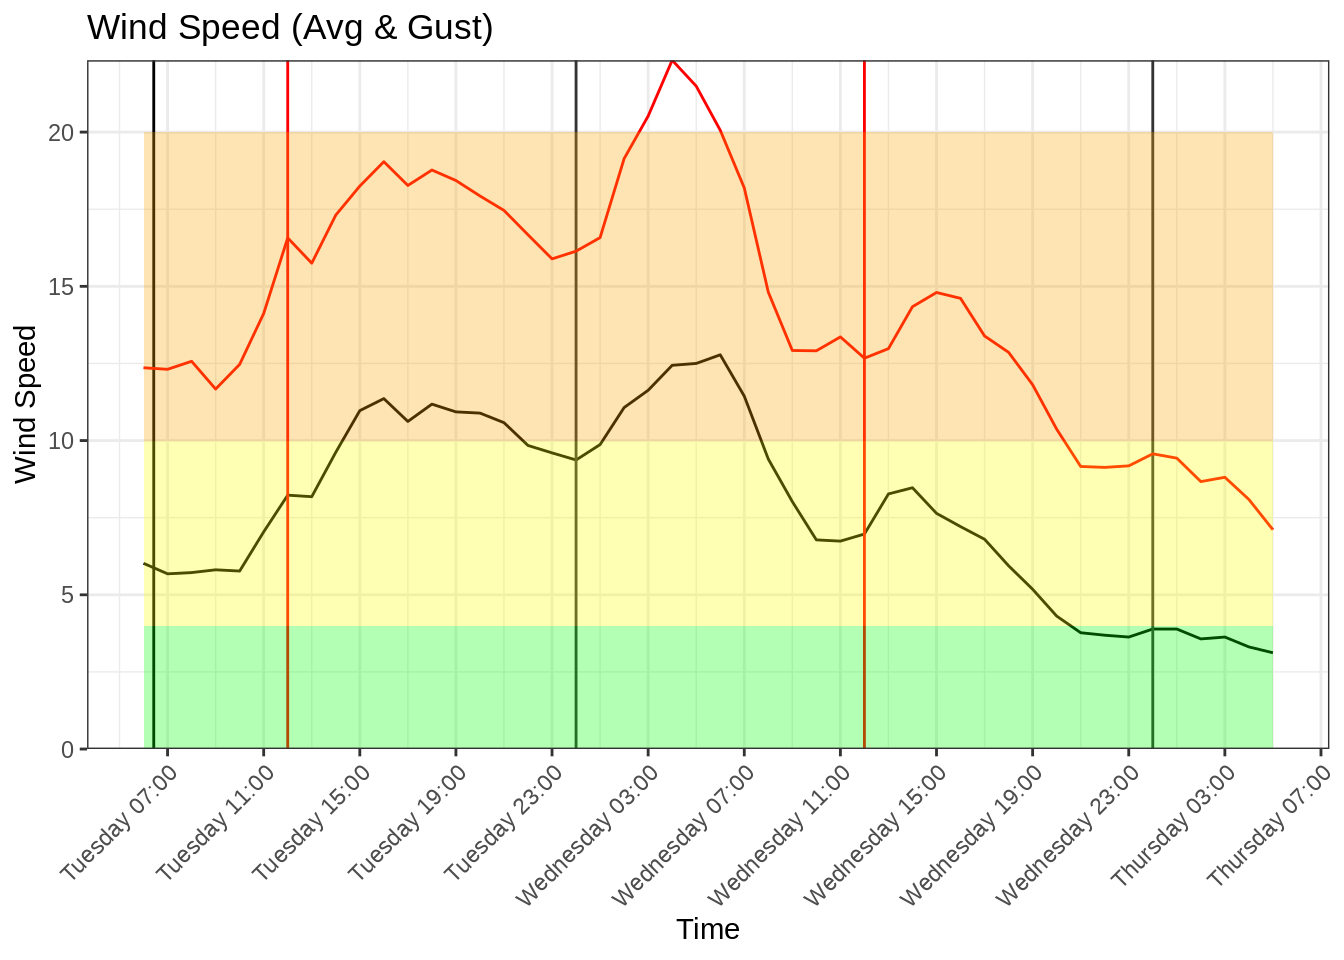 Wind Speed (Avg & Gust)
Wind Speed
20
15
10
5
0
Tuesday 07:00
Tuesday 11:00
Tuesday 15:00
Tuesday 19:00
Tuesday 23:00
Wednesday 03:00
Wednesday 07:00
Wednesday 11:00
Wednesday 15:00
Wednesday 19:00
Wednesday 23:00
Thursday 03:00
Thursday 07:00
Time